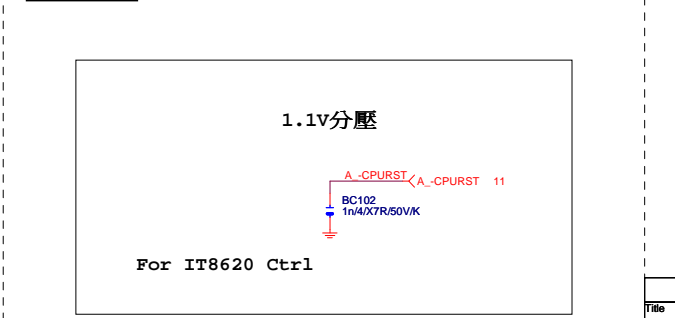 1.1V分壓
A_-CPURST
A_-CPURST 11
BC102
1n/4/X7R/50V/K
For IT8620 Ctrl
Title